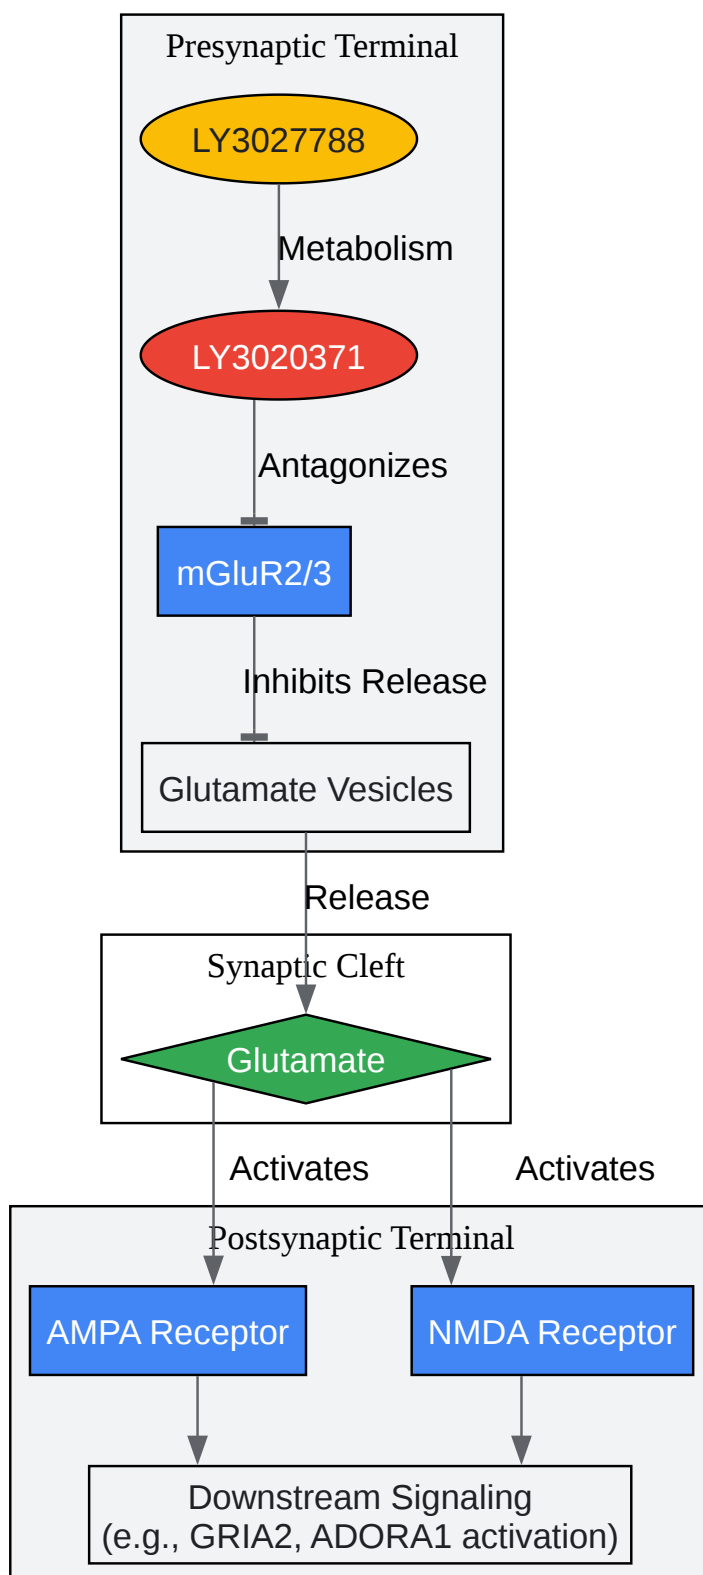 Presynaptic Terminal
LY3027788
Metabolism
LY3020371
Antagonizes
mGluR2/3
Inhibits Release
Glutamate Vesicles
Release
Synaptic Cleft
Glutamate
Activates
Activates
Postsynaptic Terminal
AMPA Receptor
NMDA Receptor
Downstream Signaling
(e.g., GRIA2, ADORA1 activation)